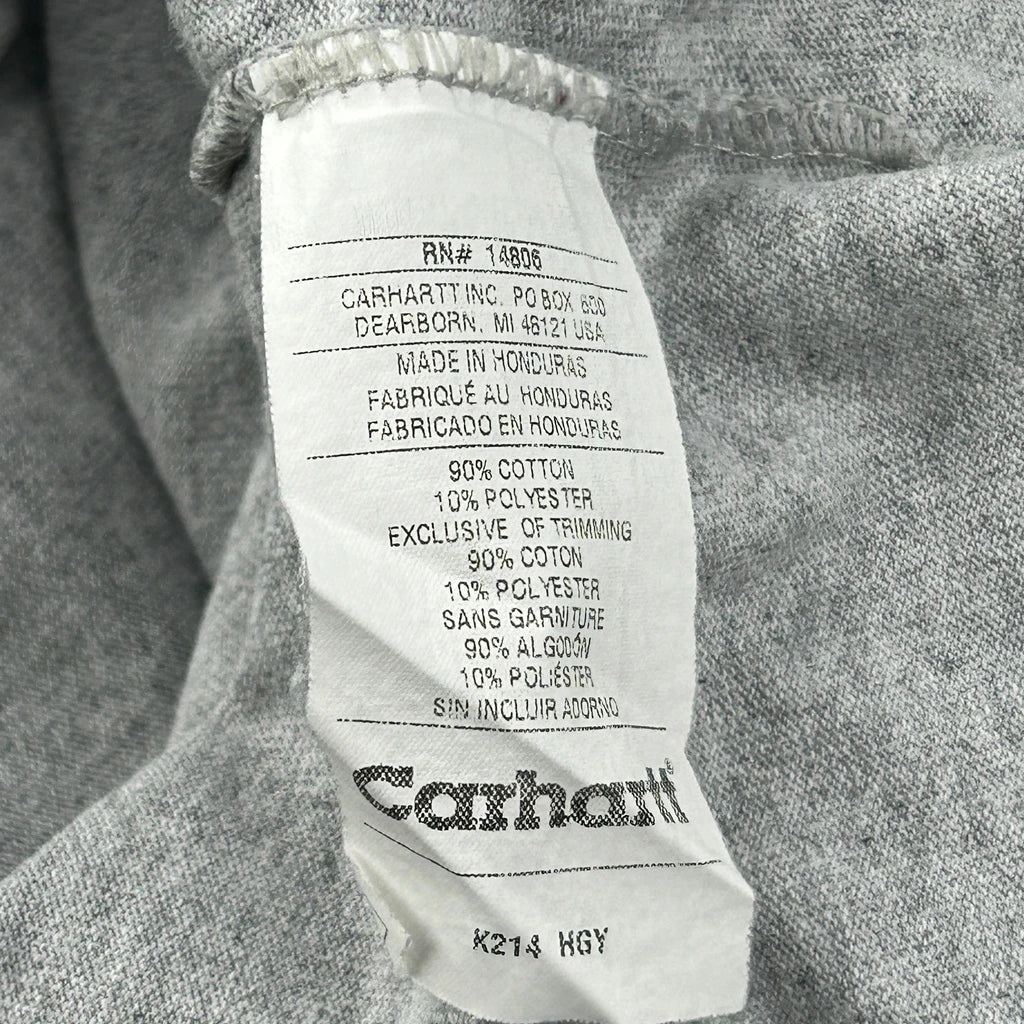 RN# 14806
CARHARTT INC. PO BOX 600
DEARBORN, MI 48121 USA
MADE IN HONDURAS
FABRIQUÉ AU HONDURAS
FABRICADO EN HONDURAS
90% COTTON
10% POLYESTER
EXCLUSIVE OF TRIMMING
90% COTON
10% POLYESTER
SANS GARNITURE
90% ALGODÓN
10% POLIÉSTER
SIN INCLUIR ADORNO
Carhartt®
K214 HGY